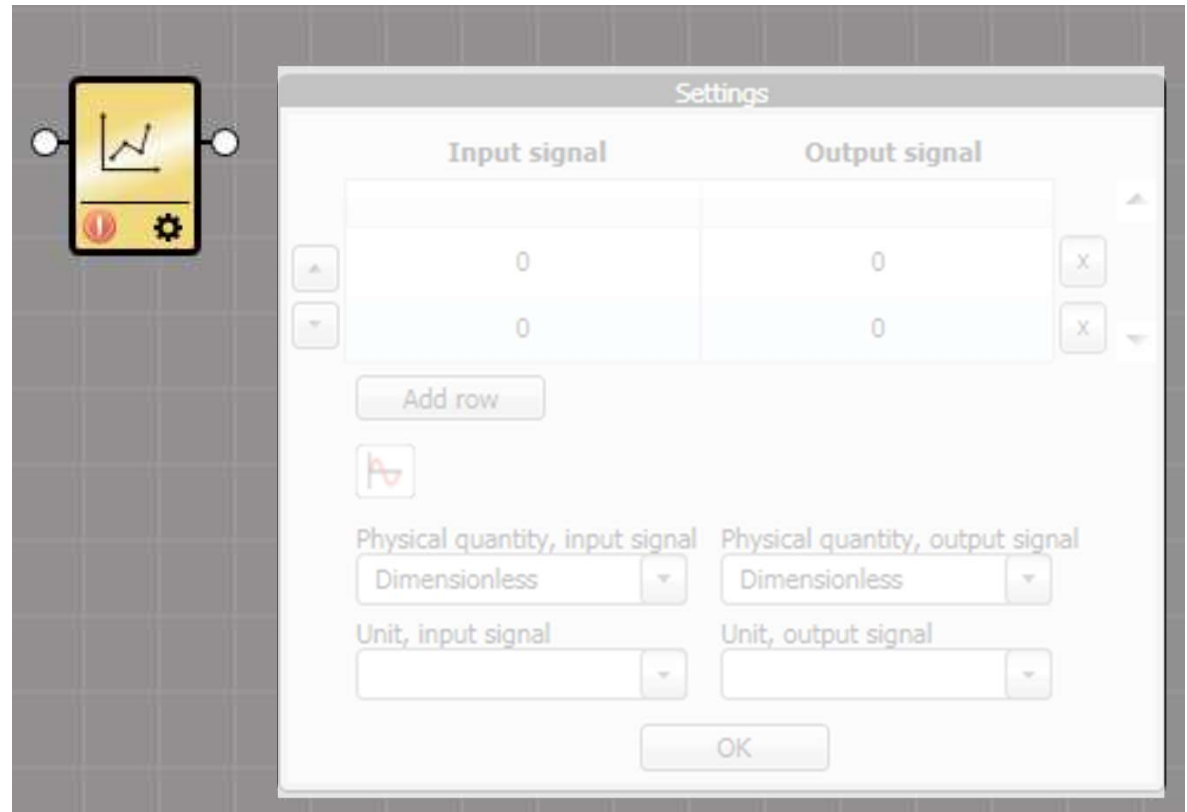 Settings
Input signal Output signal
0 0 x
0 0 x
Add row
Physical quantity, input signal Physical quantity, output signal
Dimensionless Dimensionless
Unit, input signal Unit, output signal
OK